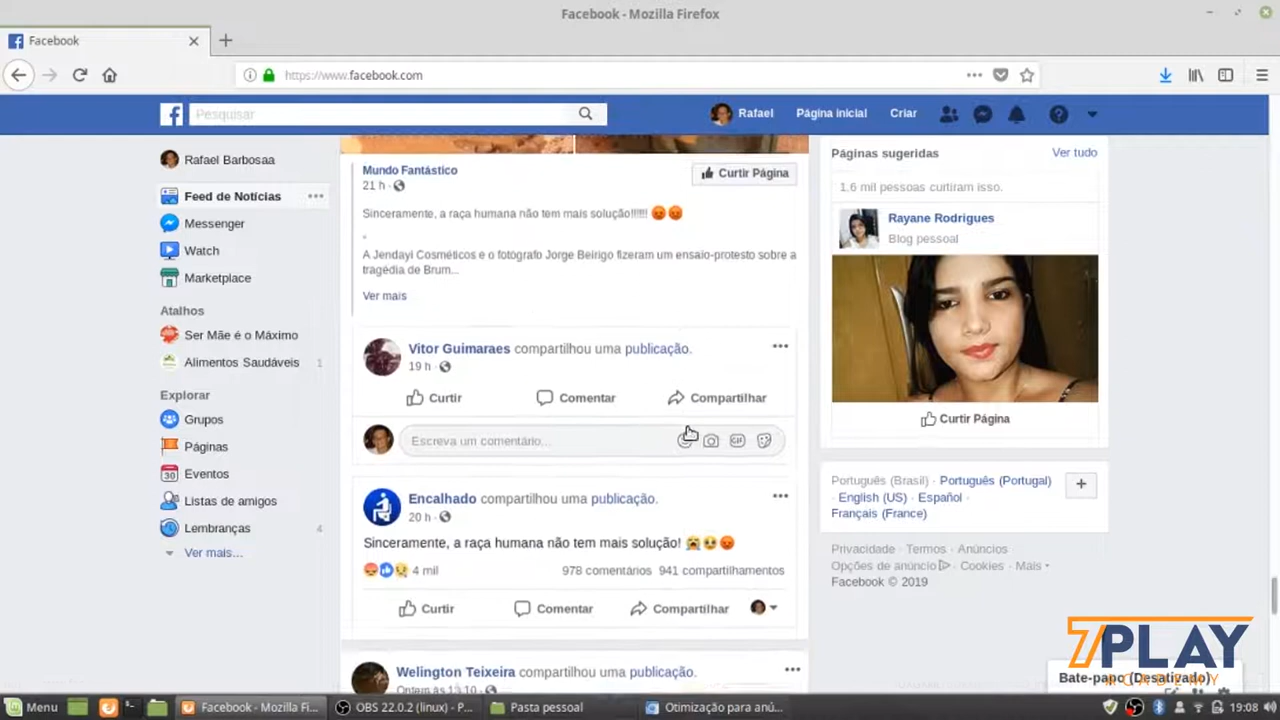 Facebook - Mozilla Firefox
Facebook
https://www.facebook.com
Pesquisar
Rafael
Página inicial
Criar
Rafael Barbosaa
Feed de Notícias
Messenger
Watch
Marketplace
Atalhos
Ser Mãe é o Máximo
Alimentos Saudáveis 1
Explorar
Grupos
Páginas
30 Eventos
Listas de amigos
Lembranças 4
Ver mais...
Mundo Fantástico
21 h ·
Curtir Página
Sinceramente, a raça humana não tem mais solução!!!!!!
A Jendayi Cosméticos e o fotógrafo Jorge Beirigo fizeram um ensaio-protesto sobre a
tragédia de Brum...
Ver mais
Vitor Guimaraes compartilhou uma publicação.
19 h ·
Curtir Comentar Compartilhar
Escreva um comentário...
GIF
Encalhado compartilhou uma publicação.
20 h ·
Sinceramente, a raça humana não tem mais solução!
4 mil 978 comentários 941 compartilhamentos
Curtir Comentar Compartilhar
Welington Teixeira compartilhou uma publicação.
Ontem às 13:10 ·
Páginas sugeridas Ver tudo
1.6 mil pessoas curtiram isso.
Rayane Rodrigues
Blog pessoal
Curtir Página
Português (Brasil) · Português (Portugal)
· English (US) · Español ·
Français (France)
Privacidade · Termos · Anúncios
Opções de anúncio · Cookies · Mais
Facebook © 2019
7PLAY
ACADEMY
Bate-papo (Desativado)
Menu
Facebook - Mozilla Fi...
OBS 22.0.2 (linux) - P...
Pasta pessoal
Otimização para anú...
19:08